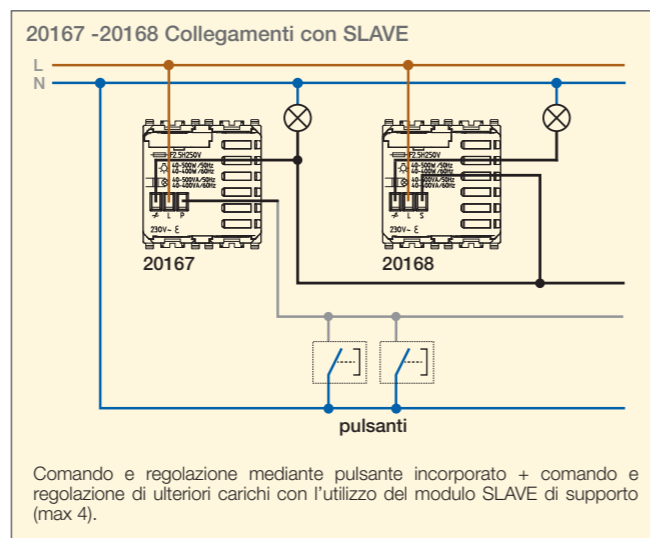 20167 -20168 Collegamenti con SLAVE
L
N
F2.5H250V
40-500W/50Hz
40-400W/60Hz
40-500VA/50Hz
40-400VA/60Hz
L P
230V~
20167
F2.5H250V
40-500W/50Hz
40-400W/60Hz
40-500VA/50Hz
40-400VA/60Hz
L S
230V~
20168
pulsanti
Comando e regolazione mediante pulsante incorporato + comando e
regolazione di ulteriori carichi con l'utilizzo del modulo SLAVE di supporto
(max 4).